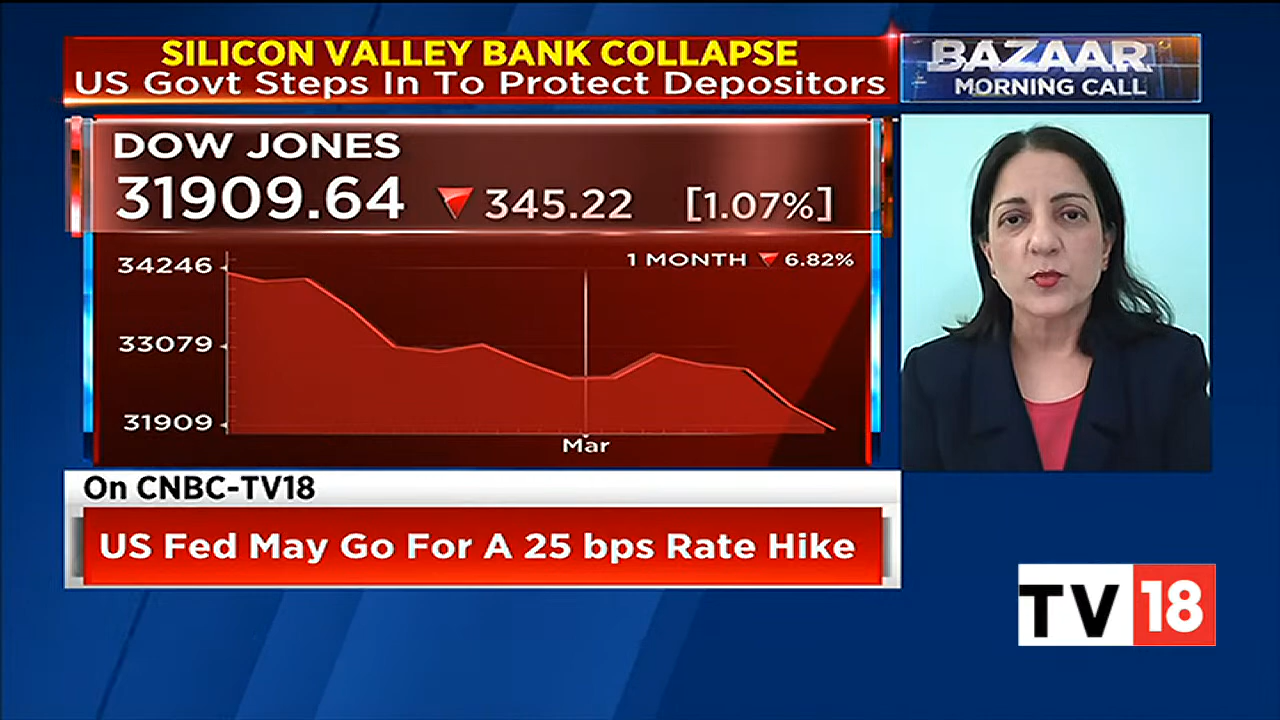 SILICON VALLEY BANK COLLAPSE
US Govt Steps In To Protect Depositors
BAZAAR
MORNING CALL
DOW JONES
31909.64 ▼ 345.22 [1.07%]
1 MONTH ▼ 6.82%
34246
33079
31909
Mar
On CNBC-TV18
US Fed May Go For A 25 bps Rate Hike
TV18